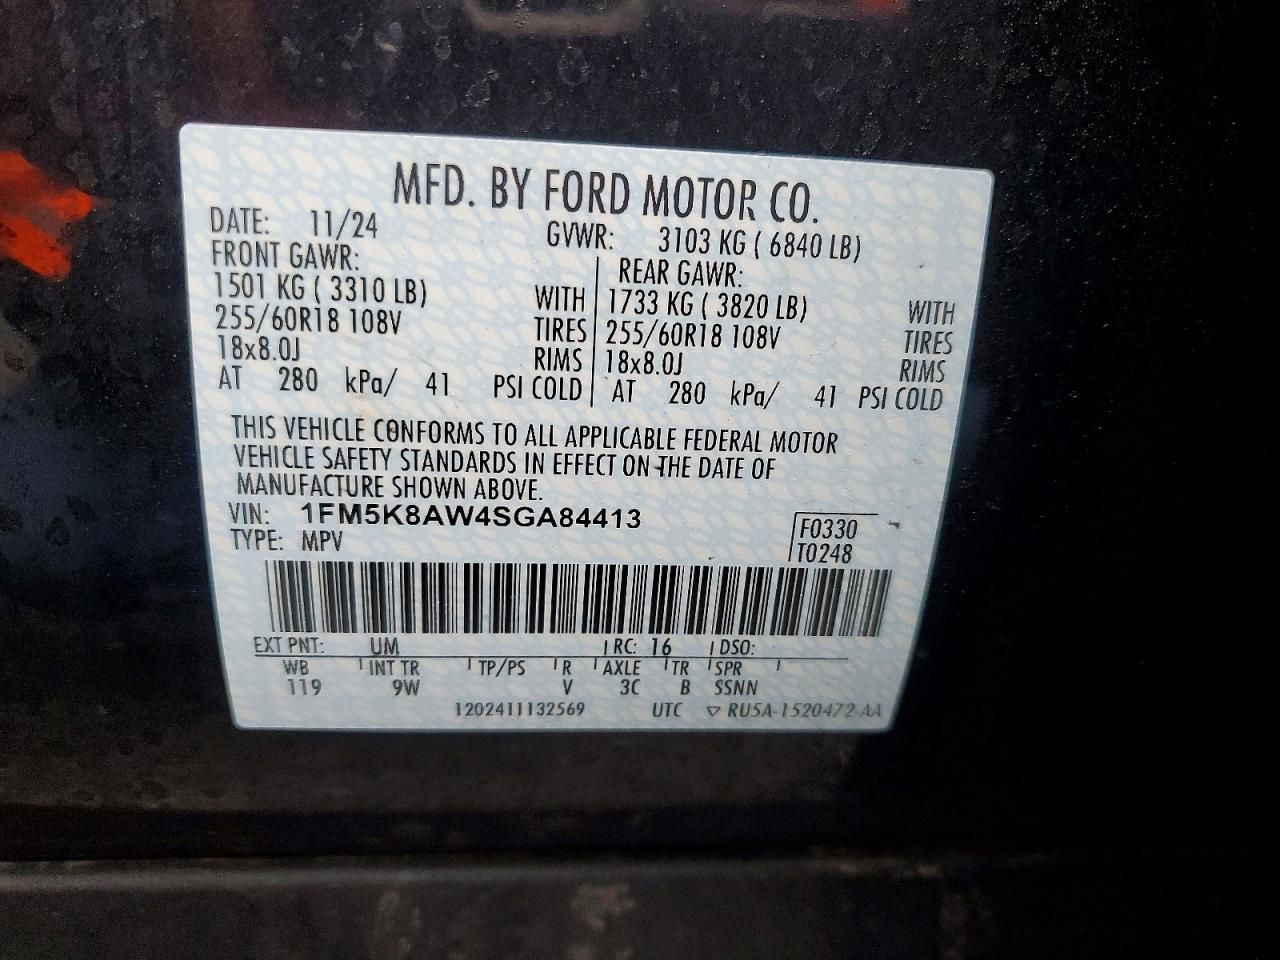 MFD. BY FORD MOTOR CO.
DATE: 11/24 GVWR: 3103 KG ( 6840 LB)
FRONT GAWR: REAR GAWR:
1501 KG ( 3310 LB) WITH 1733 KG ( 3820 LB) WITH
255/60R18 108V TIRES 255/60R18 108V TIRES
18x8.0J RIMS 18x8.0J RIMS
AT 280 kPa/ 41 PSI COLD AT 280 kPa/ 41 PSI COLD
THIS VEHICLE CONFORMS TO ALL APPLICABLE FEDERAL MOTOR
VEHICLE SAFETY STANDARDS IN EFFECT ON THE DATE OF
MANUFACTURE SHOWN ABOVE.
VIN: 1FM5K8AW4SGA84413 F0330
TYPE: MPV T0248
EXT PNT: UM RC: 16 DSO:
WB INT TR TP/PS R AXLE TR SPR
119 9W V 3C B SSNN
1202411132569 UTC ▽ RU5A-1520472-AA